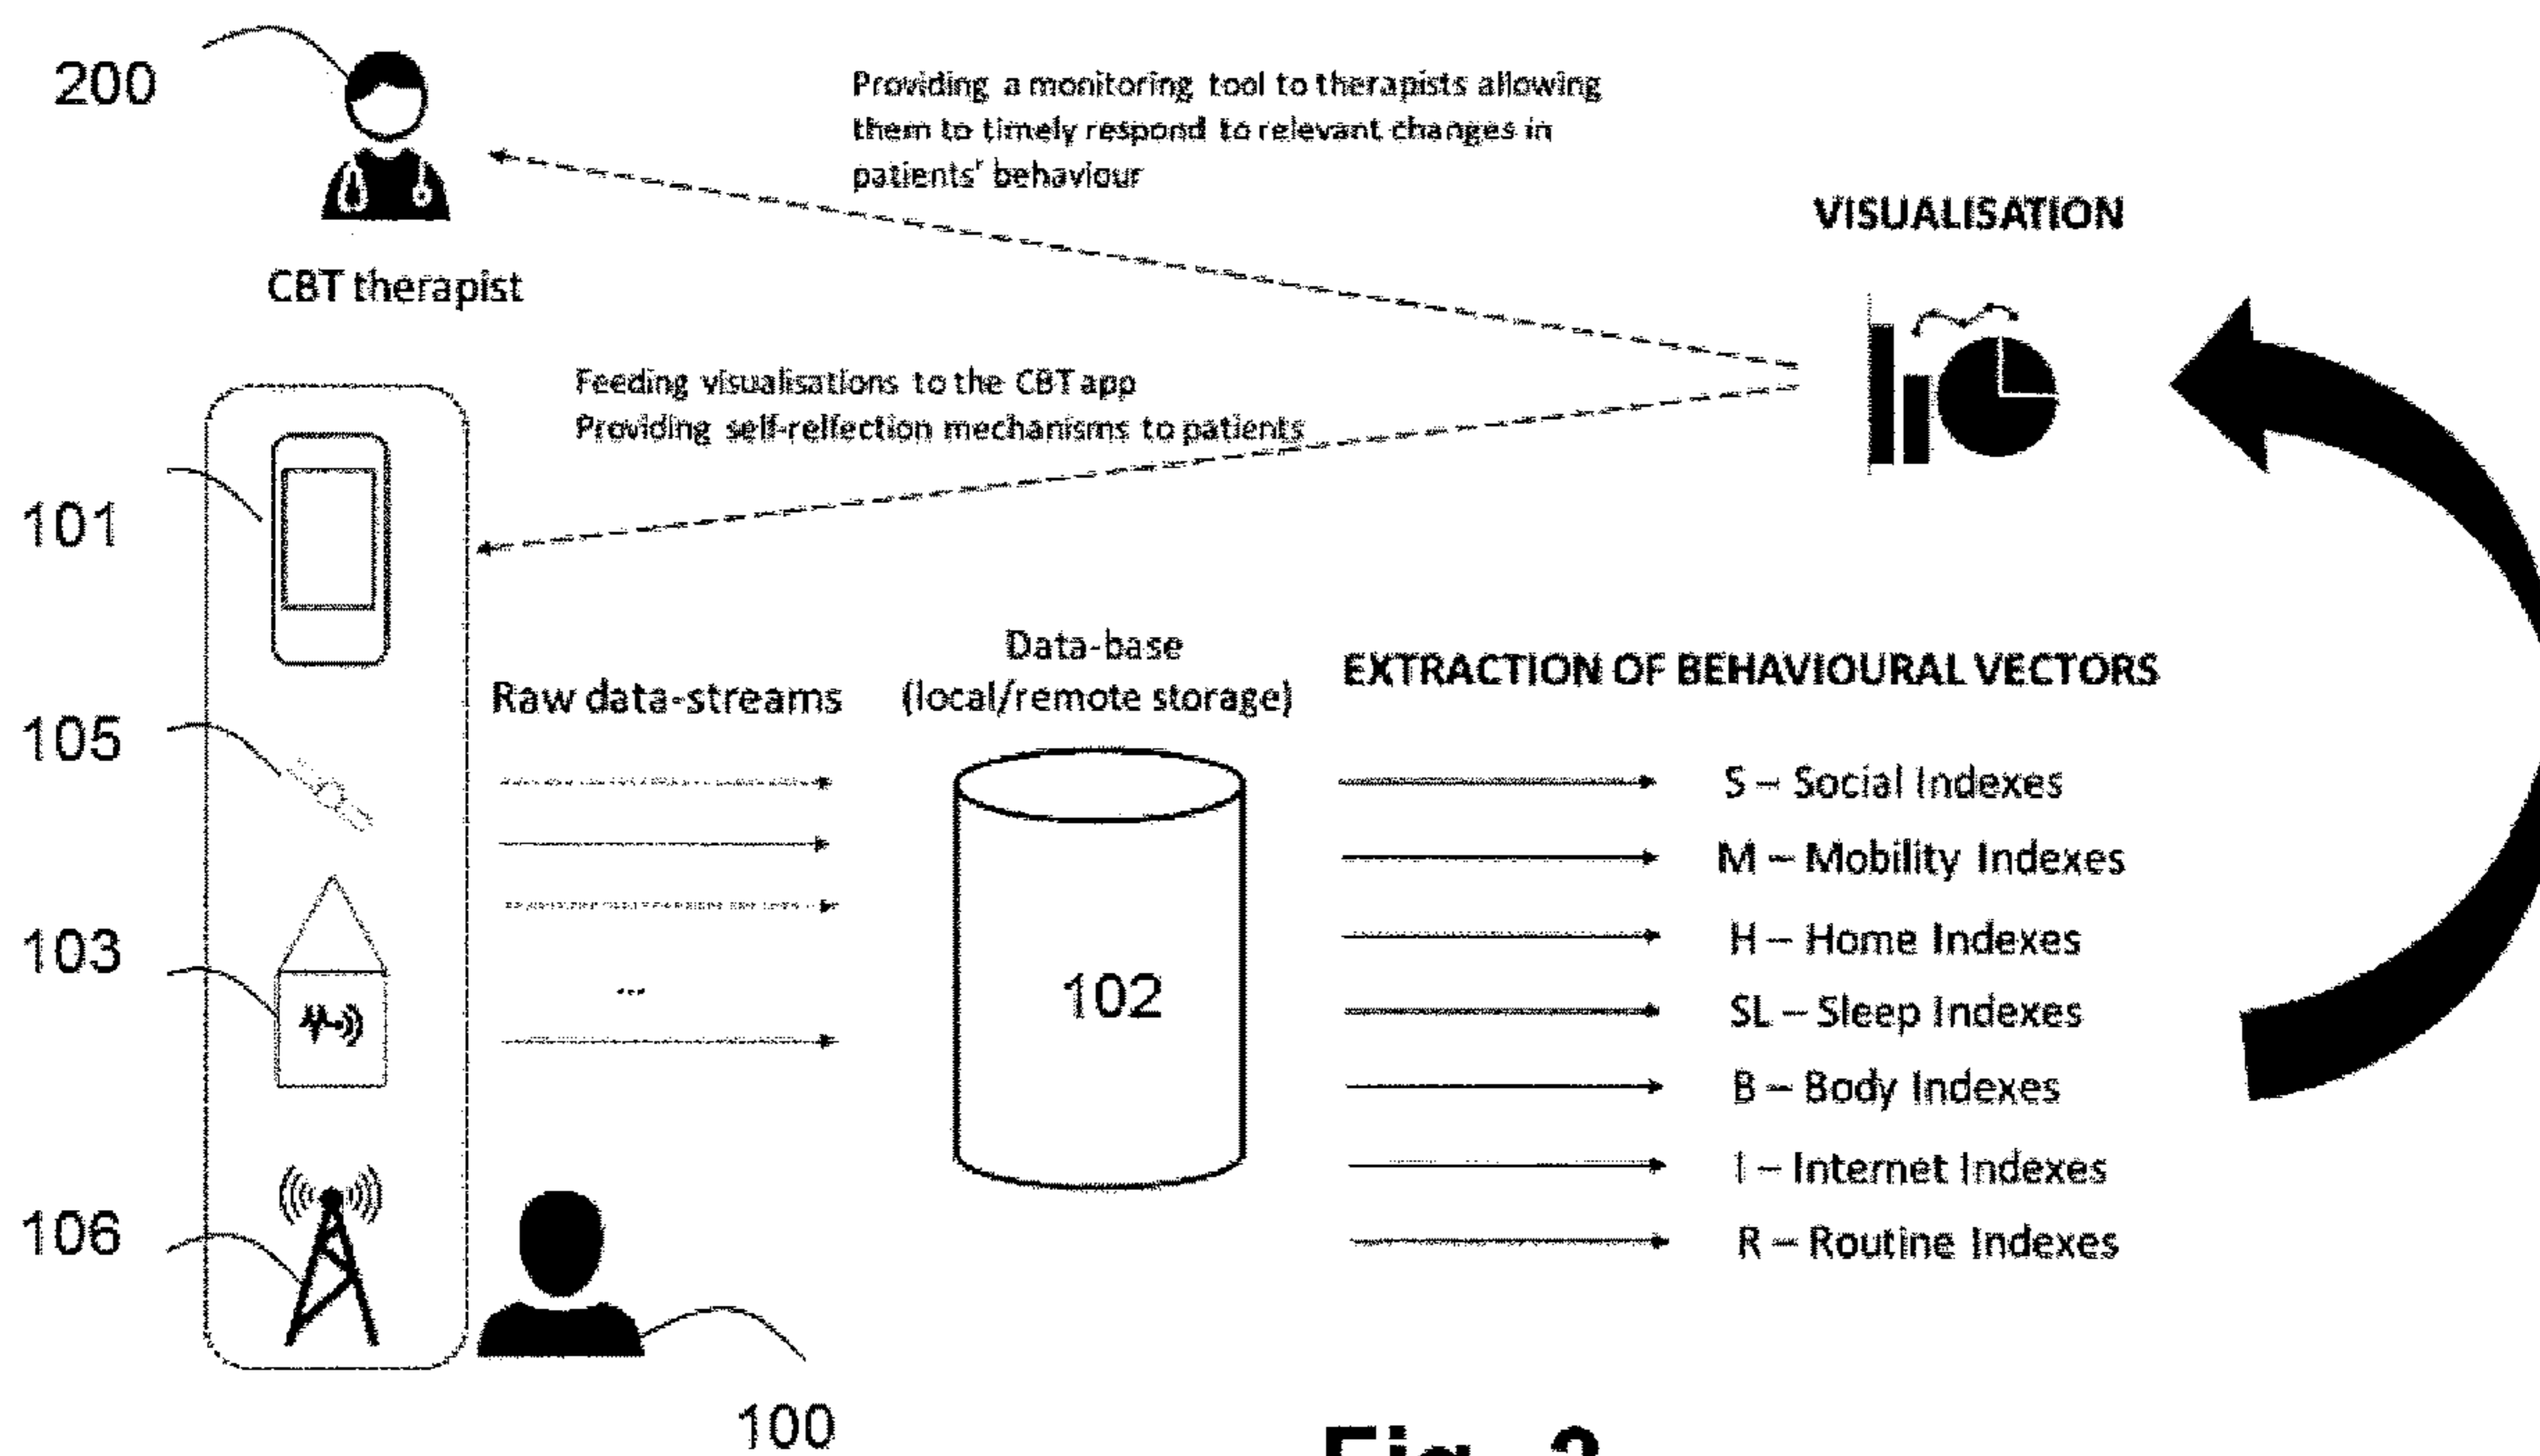 200
Providing a monitoring tool to therapists allowing
them to timely respond to relevant changes in
patients' behaviour
VISUALISATION
CBT therapist
Feeding visualisations to the CBT app
Providing self-relfection mechanisms to patients
101
Data-base
(local/remote storage)
EXTRACTION OF BEHAVIOURAL VECTORS
Raw data-streams
105
S – Social Indexes
M – Mobility Indexes
103
H – Home Indexes
...
102
SL – Sleep Indexes
B – Body Indexes
I – Internet Indexes
106
R – Routine Indexes
100